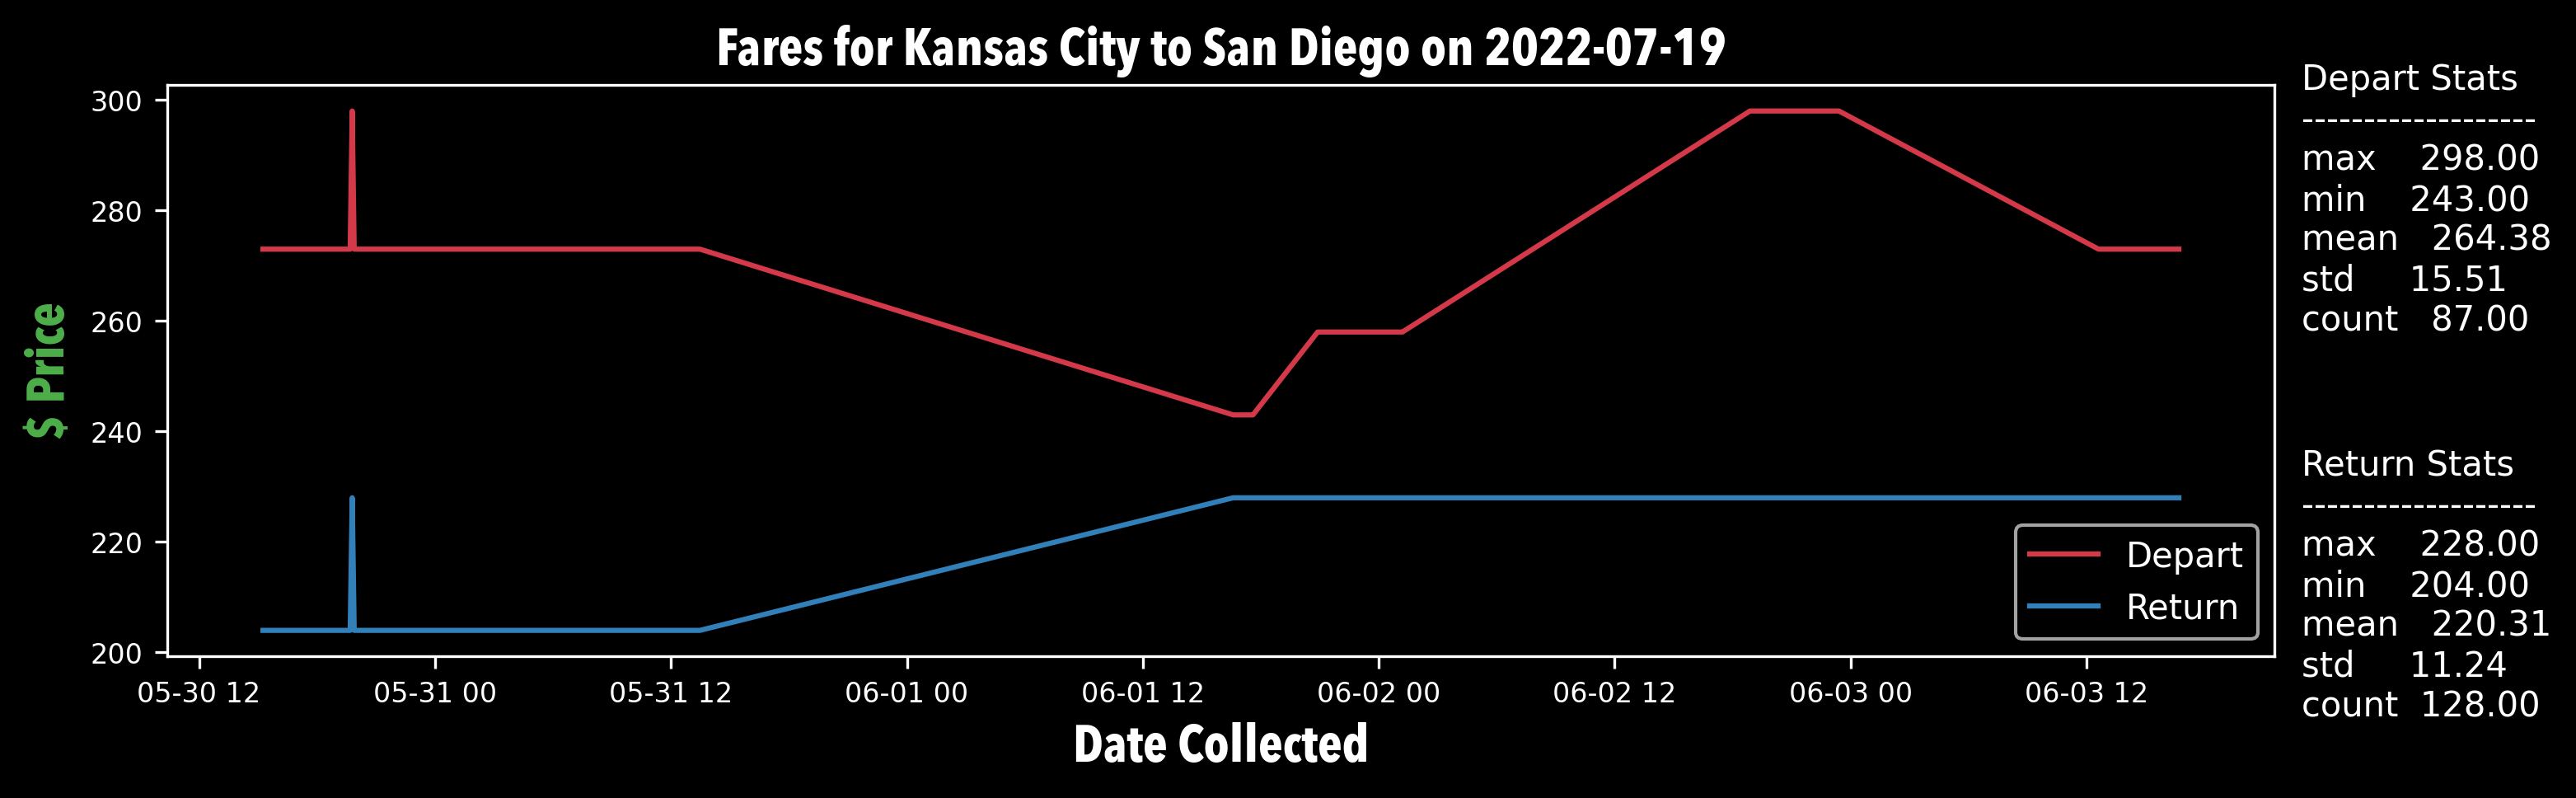 Fares for Kansas City to San Diego on 2022-07-19
$ Price
300
280
260
240
220
200
05-30 12
05-31 00
05-31 12
06-01 00
06-01 12
06-02 00
06-02 12
06-03 00
06-03 12
Date Collected
Depart
Return
Depart Stats
-------------------
max 298.00
min 243.00
mean 264.38
std 15.51
count 87.00
Return Stats
-------------------
max 228.00
min 204.00
mean 220.31
std 11.24
count 128.00